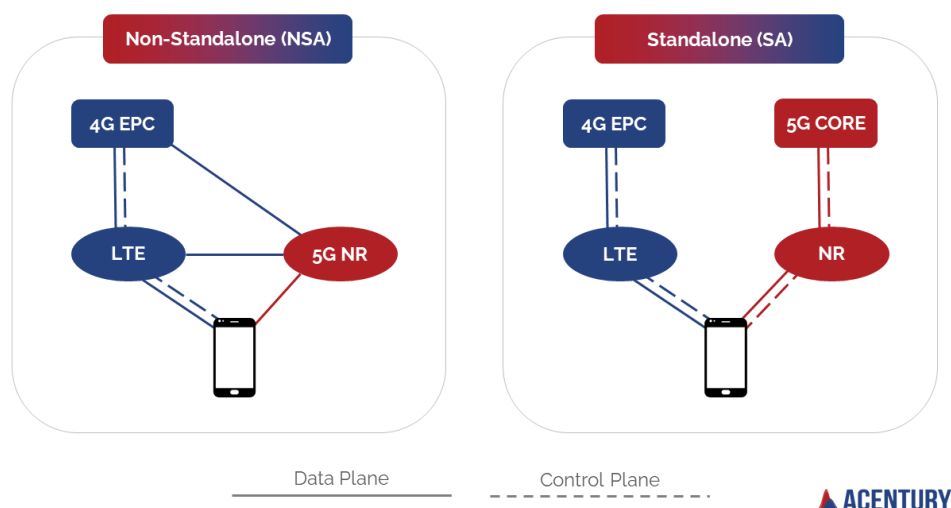 Non-Standalone (NSA)
Standalone (SA)
4G EPC
LTE
5G NR
4G EPC
5G CORE
LTE
NR
Data Plane
Control Plane
ACENTURY